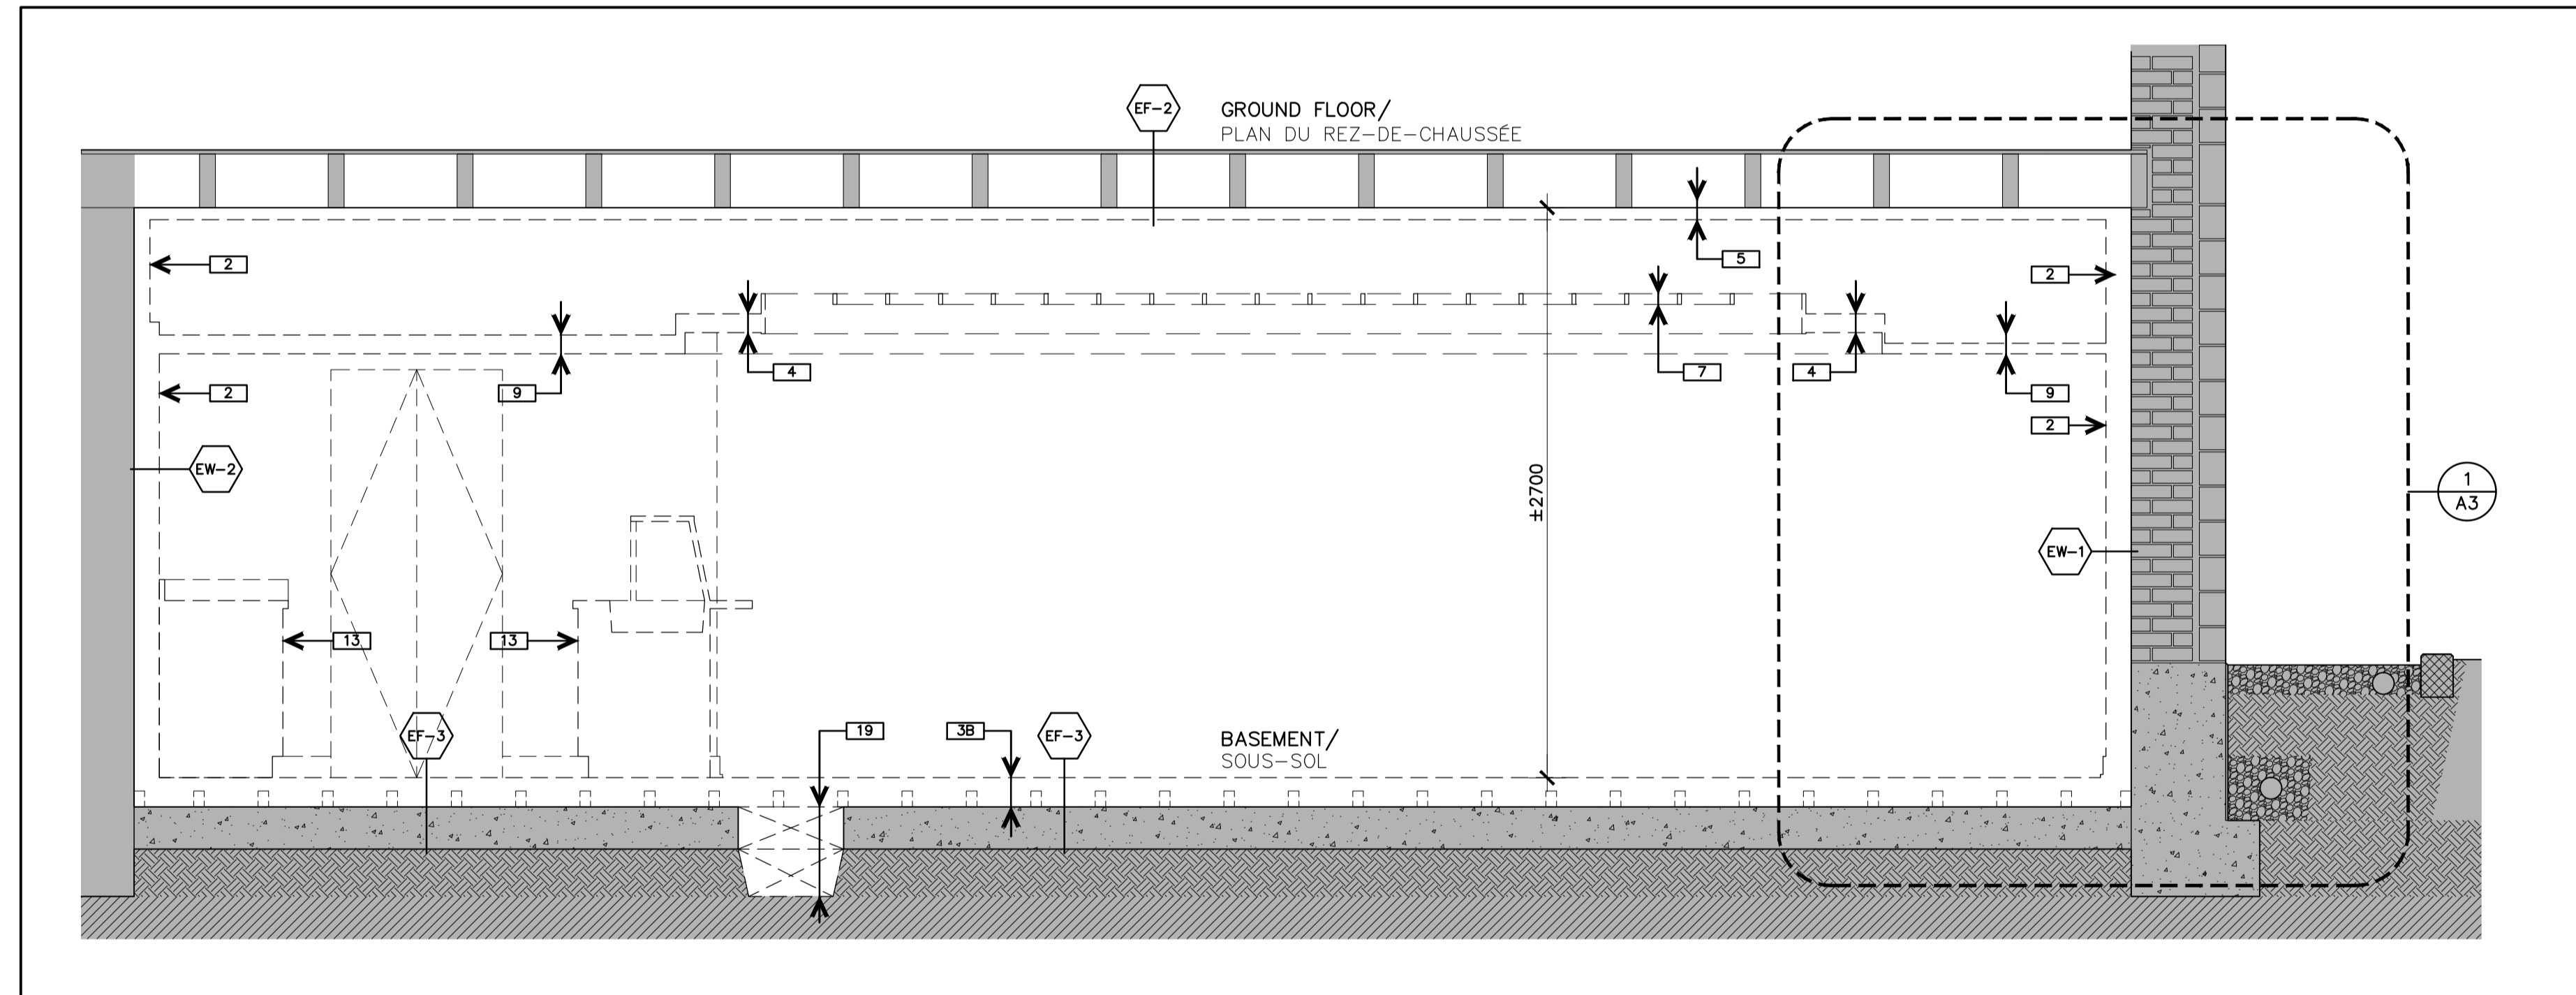 EF-2
GROUND FLOOR/
PLAN DU REZ-DE-CHAUSSÉE
5
2
2
4
7
4
9
9
2
2
EW-2
±2700
1
A3
EW-1
13
13
EF-3
19
3B
EF-3
BASEMENT/
SOUS-SOL